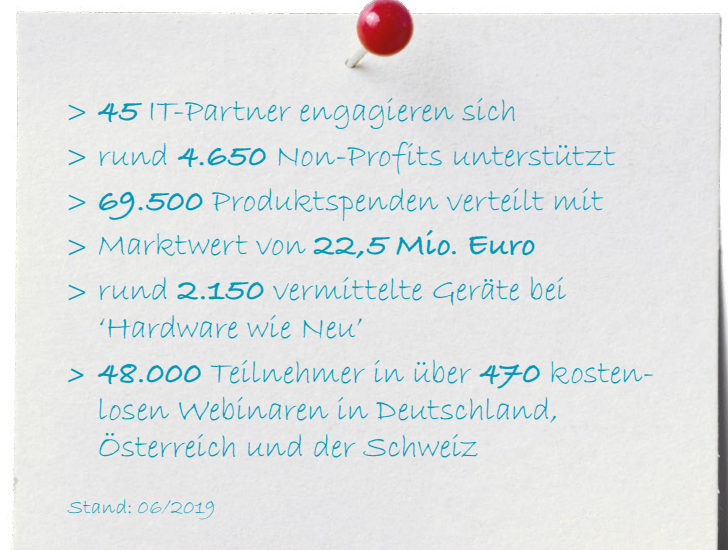 > 45 IT-Partner engagieren sich
> rund 4.650 Non-Profits unterstützt
> 69.500 Produktspenden verteilt mit
> Marktwert von 22,5 Mio. Euro
> rund 2.150 vermittelte Geräte bei
‘Hardware wie Neu’
> 48.000 Teilnehmer in über 470 kosten-
losen Webinaren in Deutschland,
Österreich und der Schweiz
Stand: 06/2019